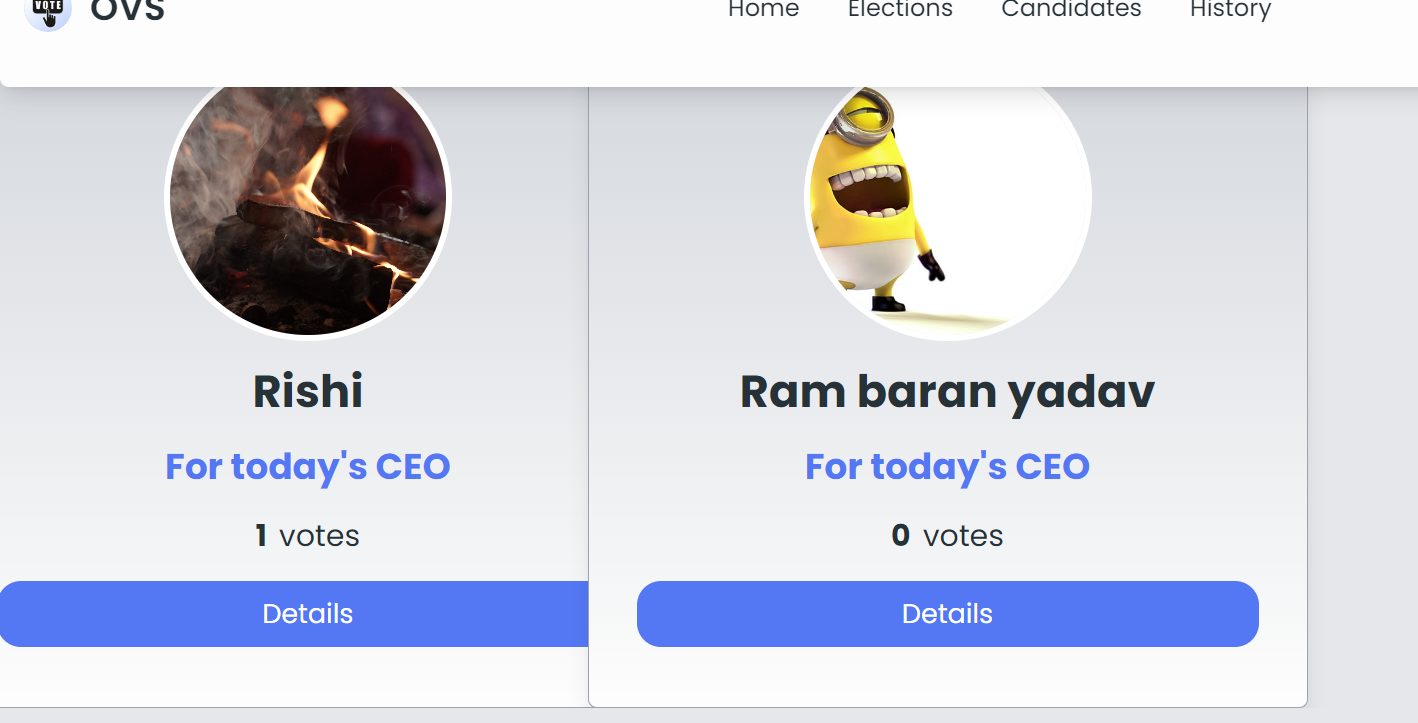 VOTE
OVS
Home Elections Candidates History
Rishi
For today's CEO
1 votes
Details
Ram baran yadav
For today's CEO
0 votes
Details